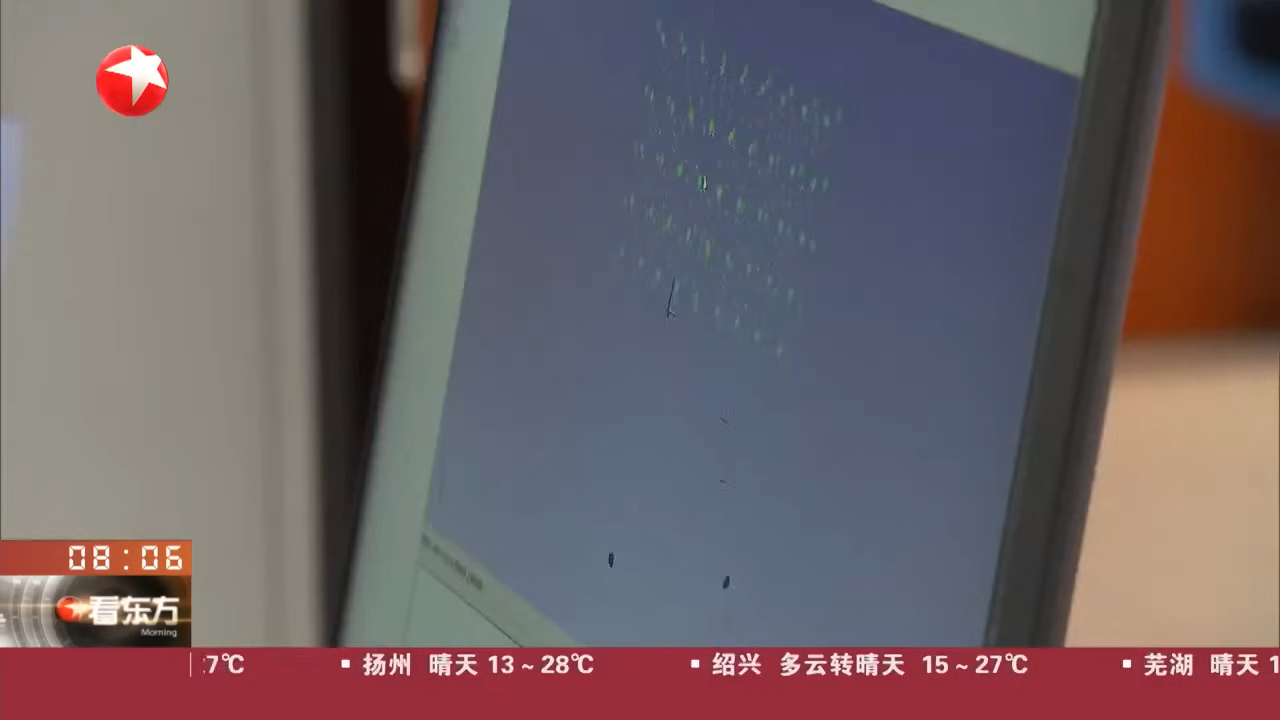 08:06
看东方
Morning
7℃ ▪ 扬州 晴天 13～28℃ ▪ 绍兴 多云转晴天 15～27℃ ▪ 芜湖 晴天 1